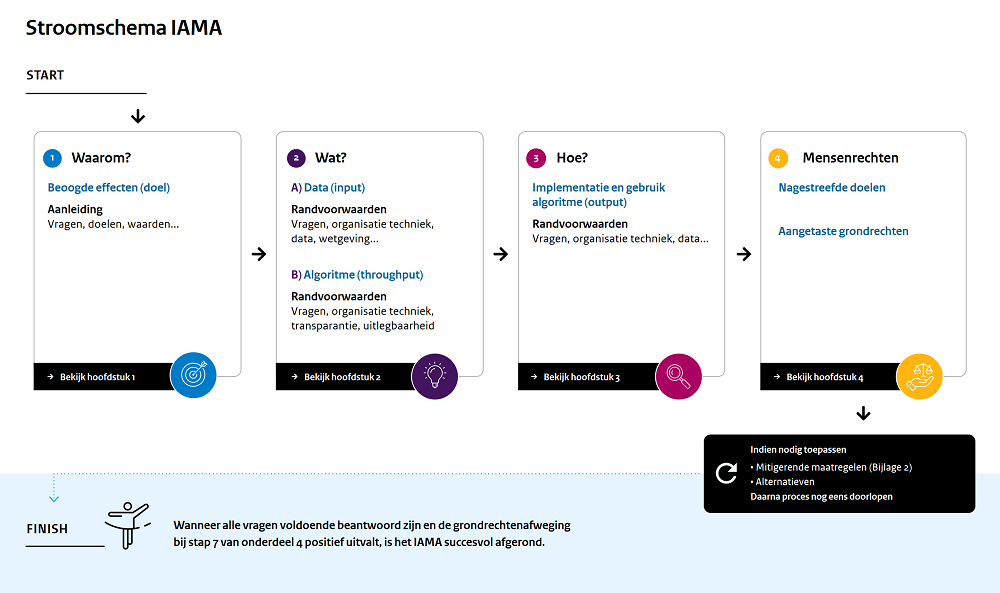 Stroomschema IAMA
START
1 Waarom?
Beoogde effecten (doel)
Aanleiding
Vragen, doelen, waarden...
→ Bekijk hoofdstuk 1
2 Wat?
A) Data (input)
Randvoorwaarden
Vragen, organisatie techniek,
data, wetgeving...
B) Algoritme (throughput)
Randvoorwaarden
Vragen, organisatie techniek,
transparantie, uitlegbaarheid
→ Bekijk hoofdstuk 2
3 Hoe?
Implementatie en gebruik
algoritme (output)
Randvoorwaarden
Vragen, organisatie techniek, data...
→ Bekijk hoofdstuk 3
4 Mensenrechten
Nagestreefde doelen
Aangetaste grondrechten
→ Bekijk hoofdstuk 4
Indien nodig toepassen
• Mitigerende maatregelen (Bijlage 2)
• Alternatieven
Daarna proces nog eens doorlopen
FINISH
Wanneer alle vragen voldoende beantwoord zijn en de grondrechtenafweging
bij stap 7 van onderdeel 4 positief uitvalt, is het IAMA succesvol afgerond.